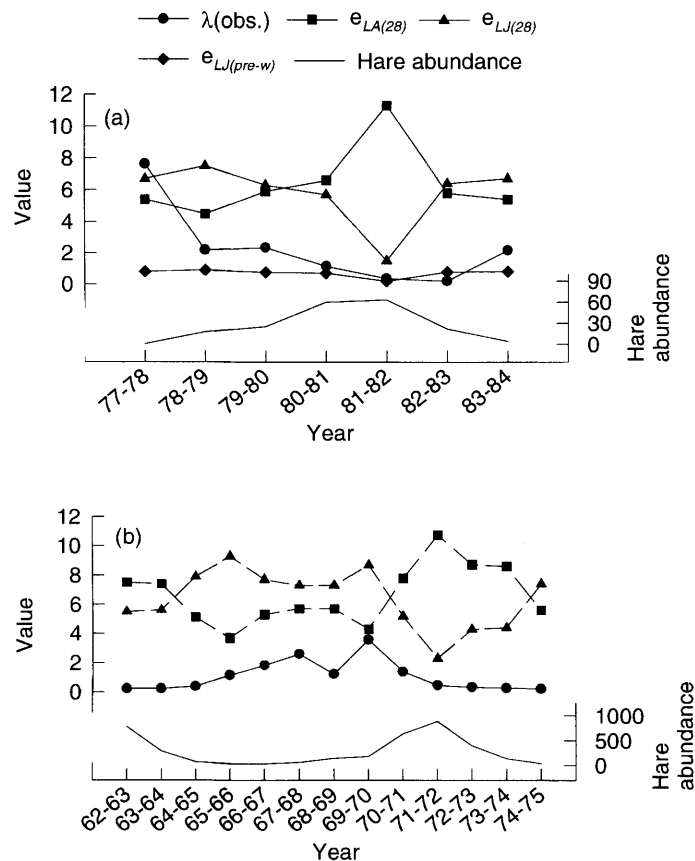 λ(obs.) e_LA(28) e_LJ(28)
e_LJ(pre-w) Hare abundance
(a)
12
10
8
6
4
2
0
Value
90
60
30
0
Hare
abundance
77-78 78-79 79-80 80-81 81-82 82-83 83-84
Year
(b)
12
10
8
6
4
2
0
Value
1000
500
0
Hare
abundance
62-63 63-64 64-65 65-66 66-67 67-68 68-69 69-70 70-71 71-72 72-73 73-74 74-75
Year